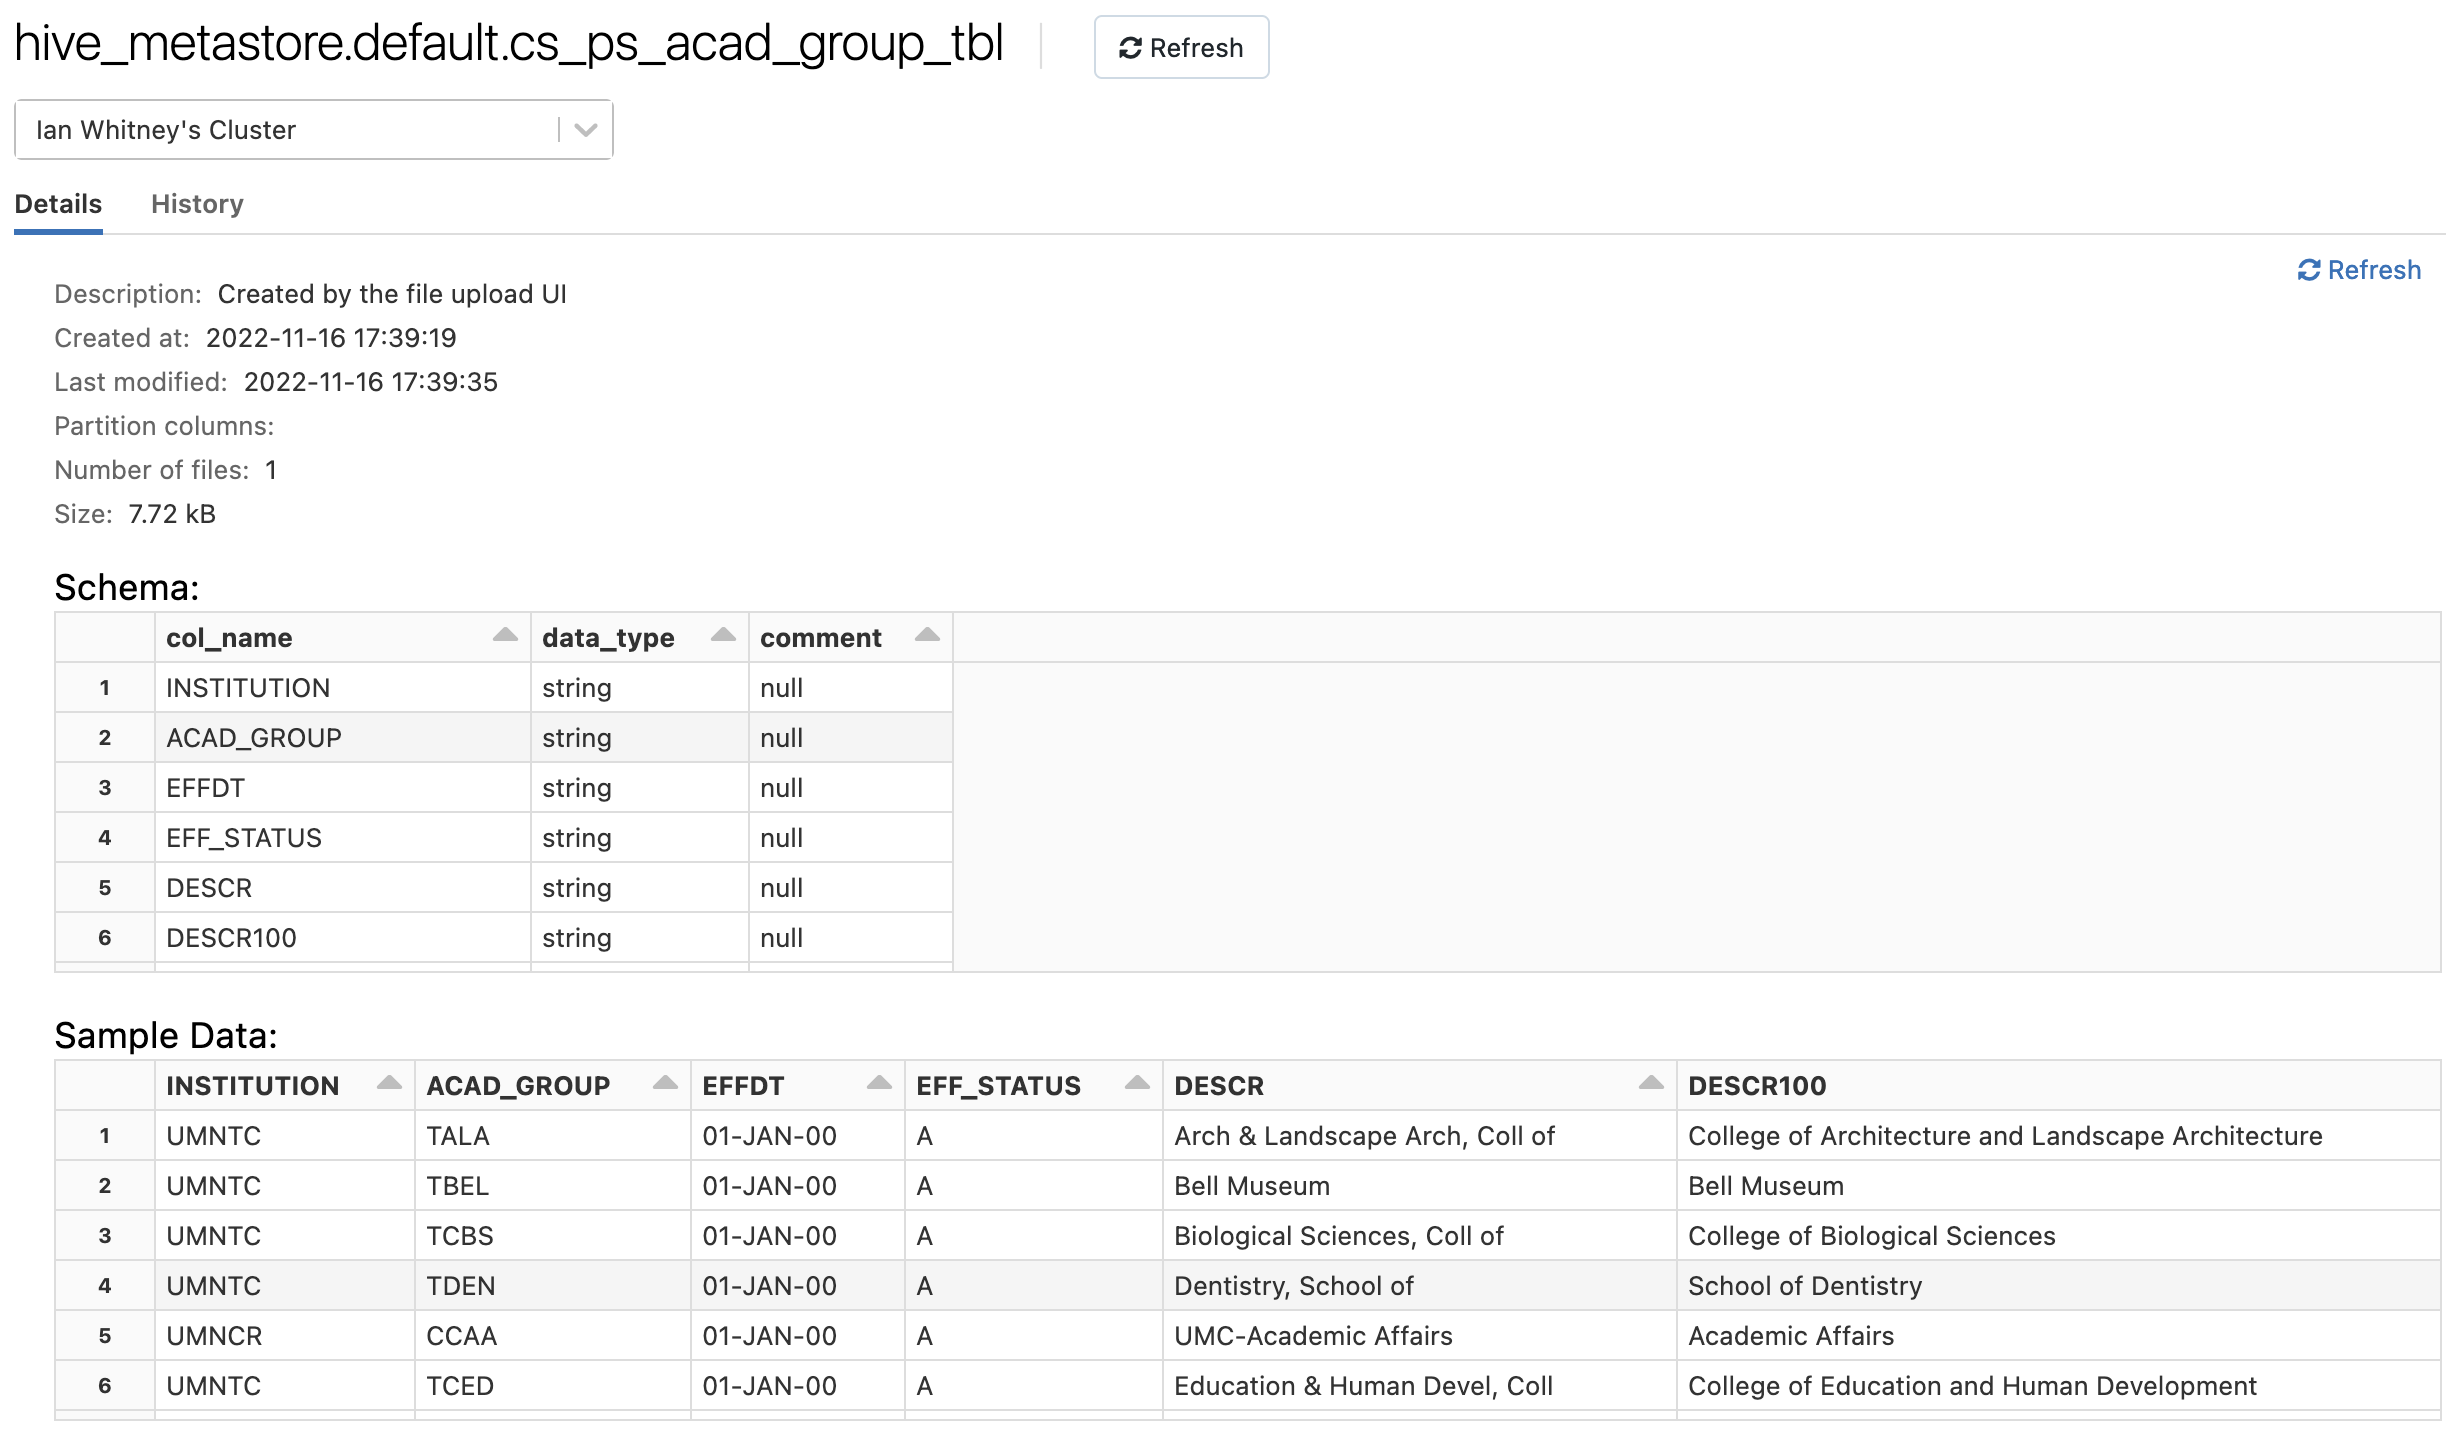 hive_metastore.default.cs_ps_acad_group_tbl Refresh
Ian Whitney's Cluster
Details History
Refresh
Description: Created by the file upload UI
Created at: 2022-11-16 17:39:19
Last modified: 2022-11-16 17:39:35
Partition columns:
Number of files: 1
Size: 7.72 kB
Schema:
col_name data_type comment
1 INSTITUTION string null
2 ACAD_GROUP string null
3 EFFDT string null
4 EFF_STATUS string null
5 DESCR string null
6 DESCR100 string null
Sample Data:
INSTITUTION ACAD_GROUP EFFDT EFF_STATUS DESCR DESCR100
1 UMNTC TALA 01-JAN-00 A Arch & Landscape Arch, Coll of College of Architecture and Landscape Architecture
2 UMNTC TBEL 01-JAN-00 A Bell Museum Bell Museum
3 UMNTC TCBS 01-JAN-00 A Biological Sciences, Coll of College of Biological Sciences
4 UMNTC TDEN 01-JAN-00 A Dentistry, School of School of Dentistry
5 UMNCR CCAA 01-JAN-00 A UMC-Academic Affairs Academic Affairs
6 UMNTC TCED 01-JAN-00 A Education & Human Devel, Coll College of Education and Human Development